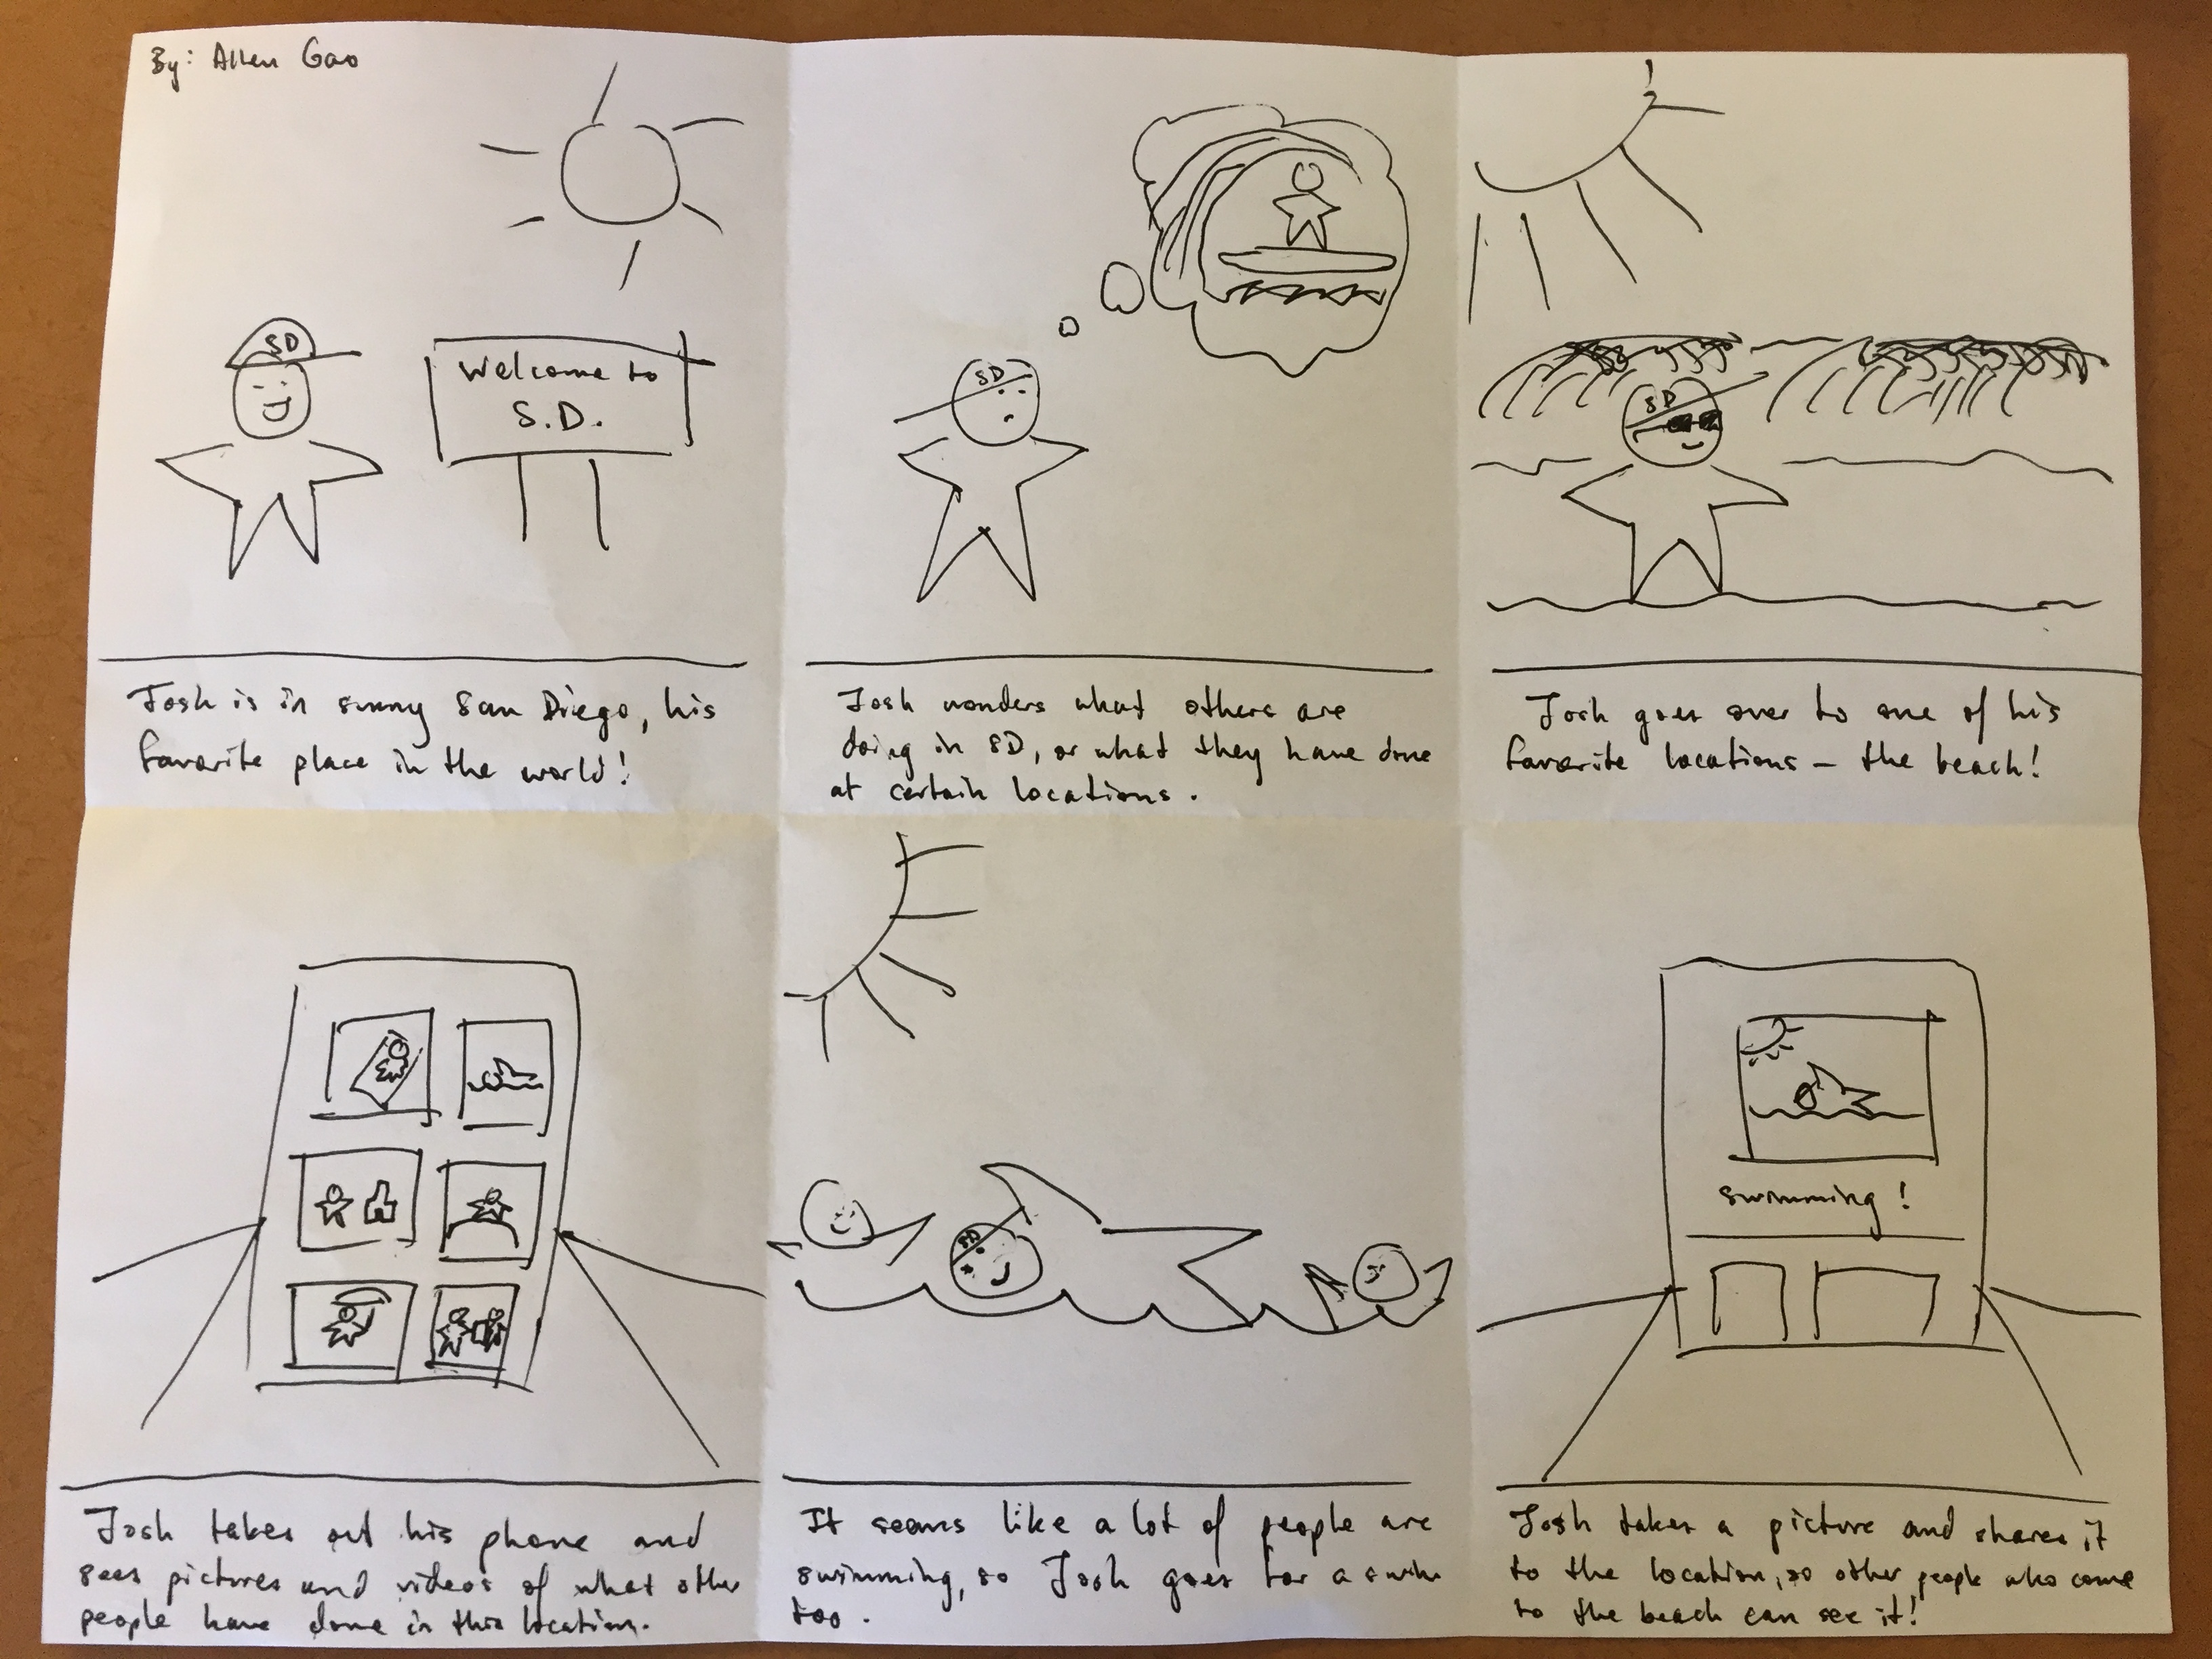 By: Allen Gao
SD
Welcome to
S.D.
Josh is in sunny San Diego, his
favorite place in the world!
SD
Josh wonders what others are
doing in SD, or what they have done
at certain locations.
SD
Josh goes over to one of his
favorite locations – the beach!
Josh takes out his phone and
sees pictures and videos of what other
people have done in this location.
SD
It seems like a lot of people are
swimming, so Josh goes for a swim
too.
swimming!
Josh takes a picture and shares it
to the location, so other people who come
to the beach can see it!